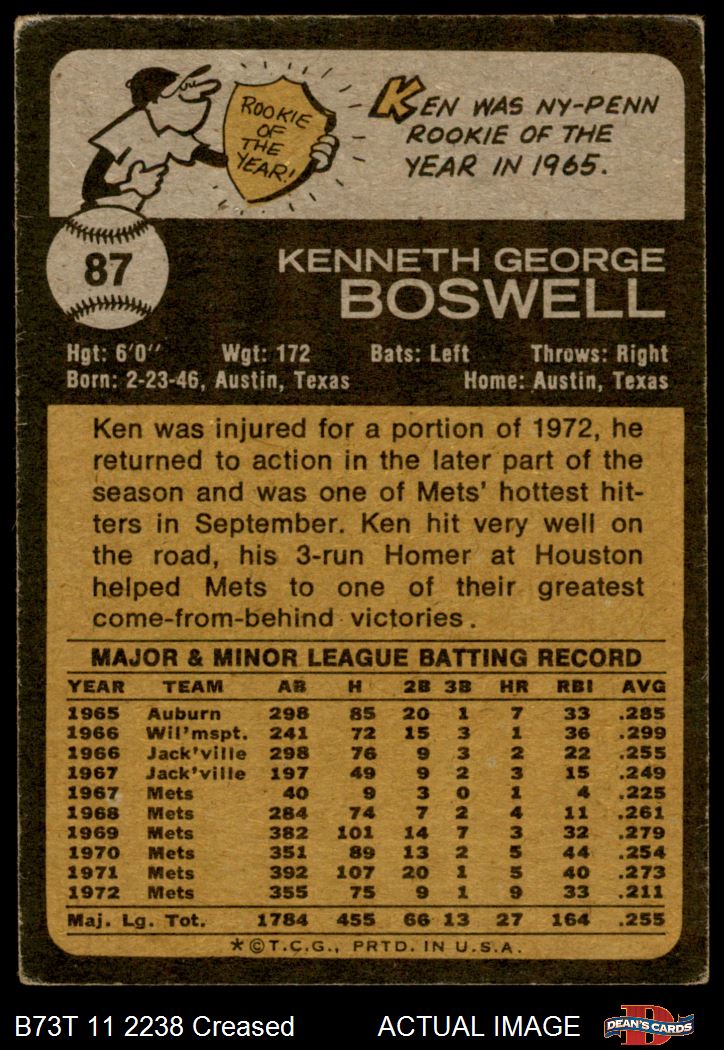 ROOKIE
OF
THE
YEAR!
KEN WAS NY-PENN
ROOKIE OF THE
YEAR IN 1965.
87
KENNETH GEORGE
BOSWELL
Hgt: 6'0" Wgt: 172 Bats: Left Throws: Right
Born: 2-23-46, Austin, Texas Home: Austin, Texas
Ken was injured for a portion of 1972, he
returned to action in the later part of the
season and was one of Mets' hottest hit-
ters in September. Ken hit very well on
the road, his 3-run Homer at Houston
helped Mets to one of their greatest
come-from-behind victories.
MAJOR & MINOR LEAGUE BATTING RECORD
YEAR TEAM AB H 2B 3B HR RBI AVG
1965 Auburn 298 85 20 1 7 33 .285
1966 Wil'mspt. 241 72 15 3 1 36 .299
1966 Jack'ville 298 76 9 3 2 22 .255
1967 Jack'ville 197 49 9 2 3 15 .249
1967 Mets 40 9 3 0 1 4 .225
1968 Mets 284 74 7 2 4 11 .261
1969 Mets 382 101 14 7 3 32 .279
1970 Mets 351 89 13 2 5 44 .254
1971 Mets 392 107 20 1 5 40 .273
1972 Mets 355 75 9 1 9 33 .211
Maj. Lg. Tot. 1784 455 66 13 27 164 .255
*©T.C.G., PRTD. IN U.S.A.
B73T 11 2238 Creased ACTUAL IMAGE DEAN'S CARDS